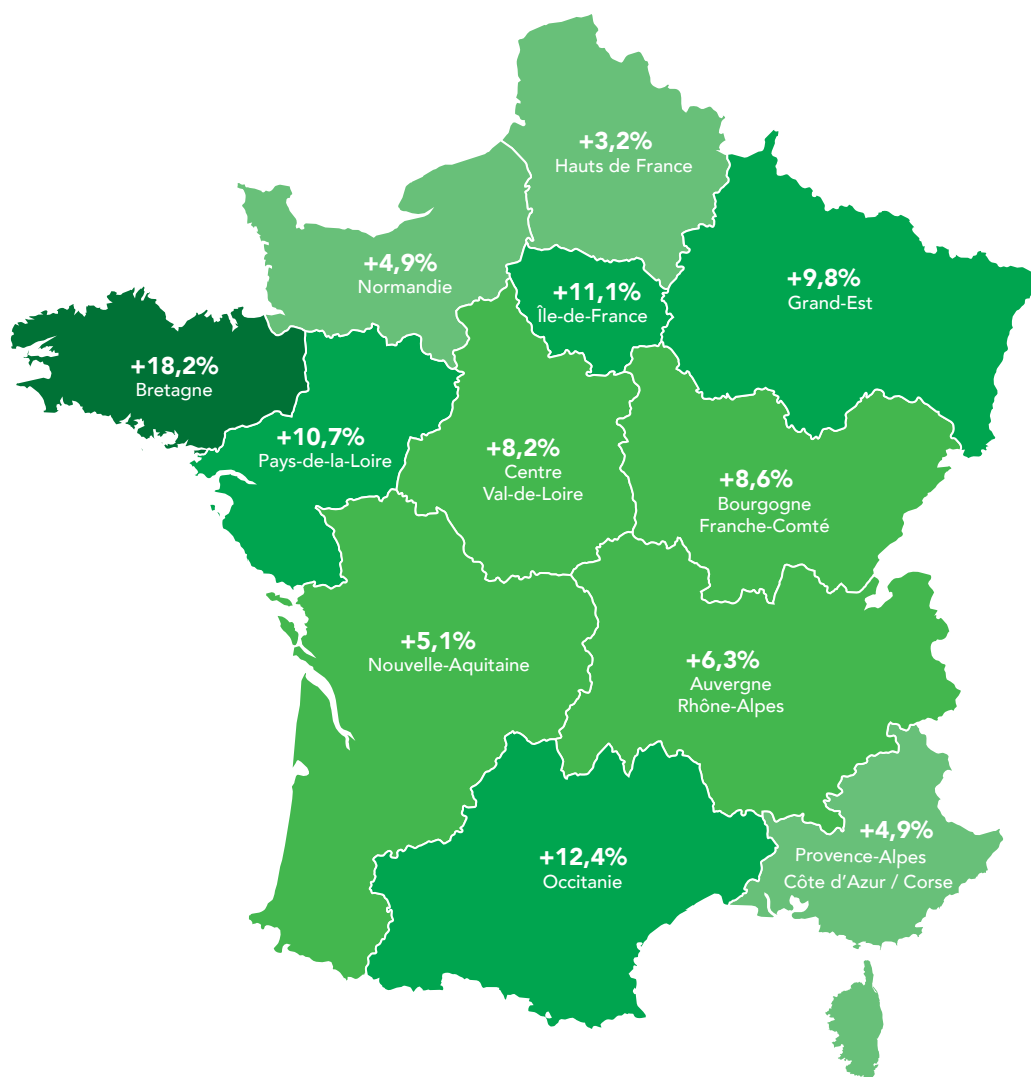 +3,2%
Hauts de France
+4,9%
Normandie
+11,1%
Île-de-France
+9,8%
Grand-Est
+18,2%
Bretagne
+10,7%
Pays-de-la-Loire
+8,2%
Centre
Val-de-Loire
+8,6%
Bourgogne
Franche-Comté
+5,1%
Nouvelle-Aquitaine
+6,3%
Auvergne
Rhône-Alpes
+12,4%
Occitanie
+4,9%
Provence-Alpes
Côte d'Azur / Corse